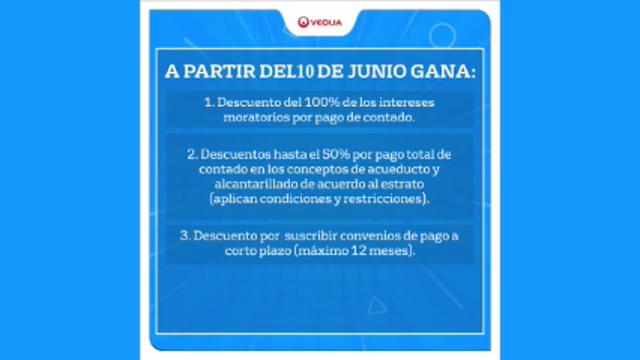 VEOLIA
A PARTIR DEL10 DE JUNIO GANA:
1. Descuento del 100% de los intereses
moratorios por pago de contado.
2. Descuentos hasta el 50% por pago total de
contado en los conceptos de acueducto y
alcantarillado de acuerdo al estrato
(aplican condiciones y restricciones).
3. Descuento por suscribir convenios de pago a
corto plazo (máximo 12 meses).